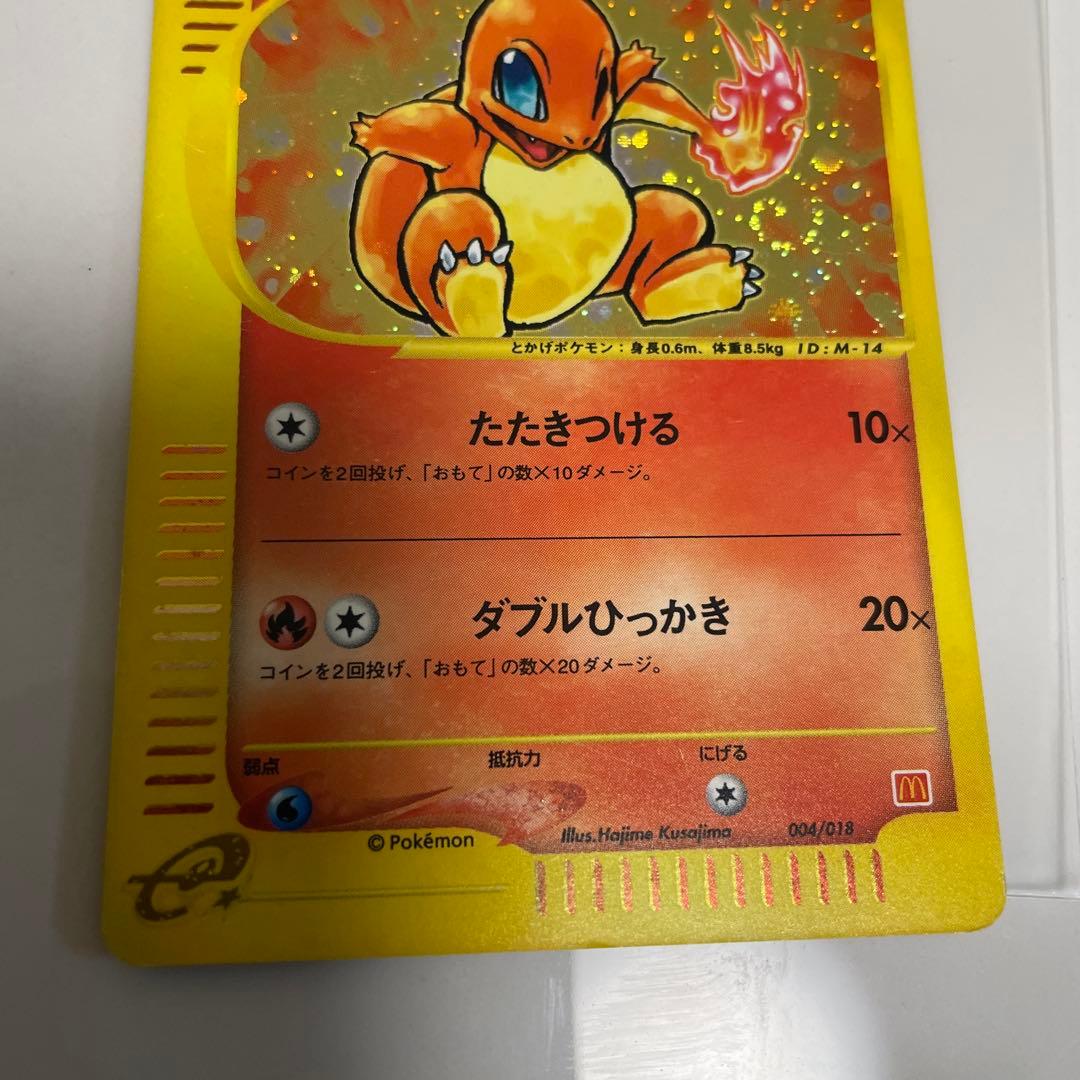 とかげポケモン：身長0.6m、体重8.5kg ID:M-14
たたきつける 10×
コインを2回投げ、「おもて」の数×10ダメージ。
ダブルひっかき 20×
コインを2回投げ、「おもて」の数×20ダメージ。
弱点 抵抗力 にげる
M
© Pokémon Illus.Hajime Kusajima 004/018
e